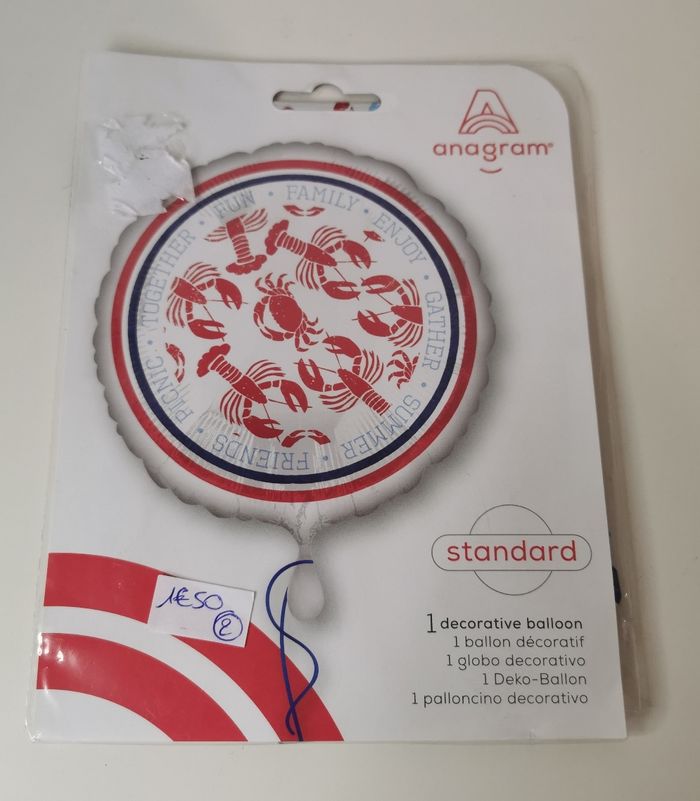 anagram®
FUN • FAMILY • ENJOY • GATHER • SUMMER • FRIENDS • PICNIC • TOGETHER •
standard
1 decorative balloon
1 ballon décoratif
1 globo decorativo
1 Deko-Ballon
1 palloncino decorativo
1€50
2